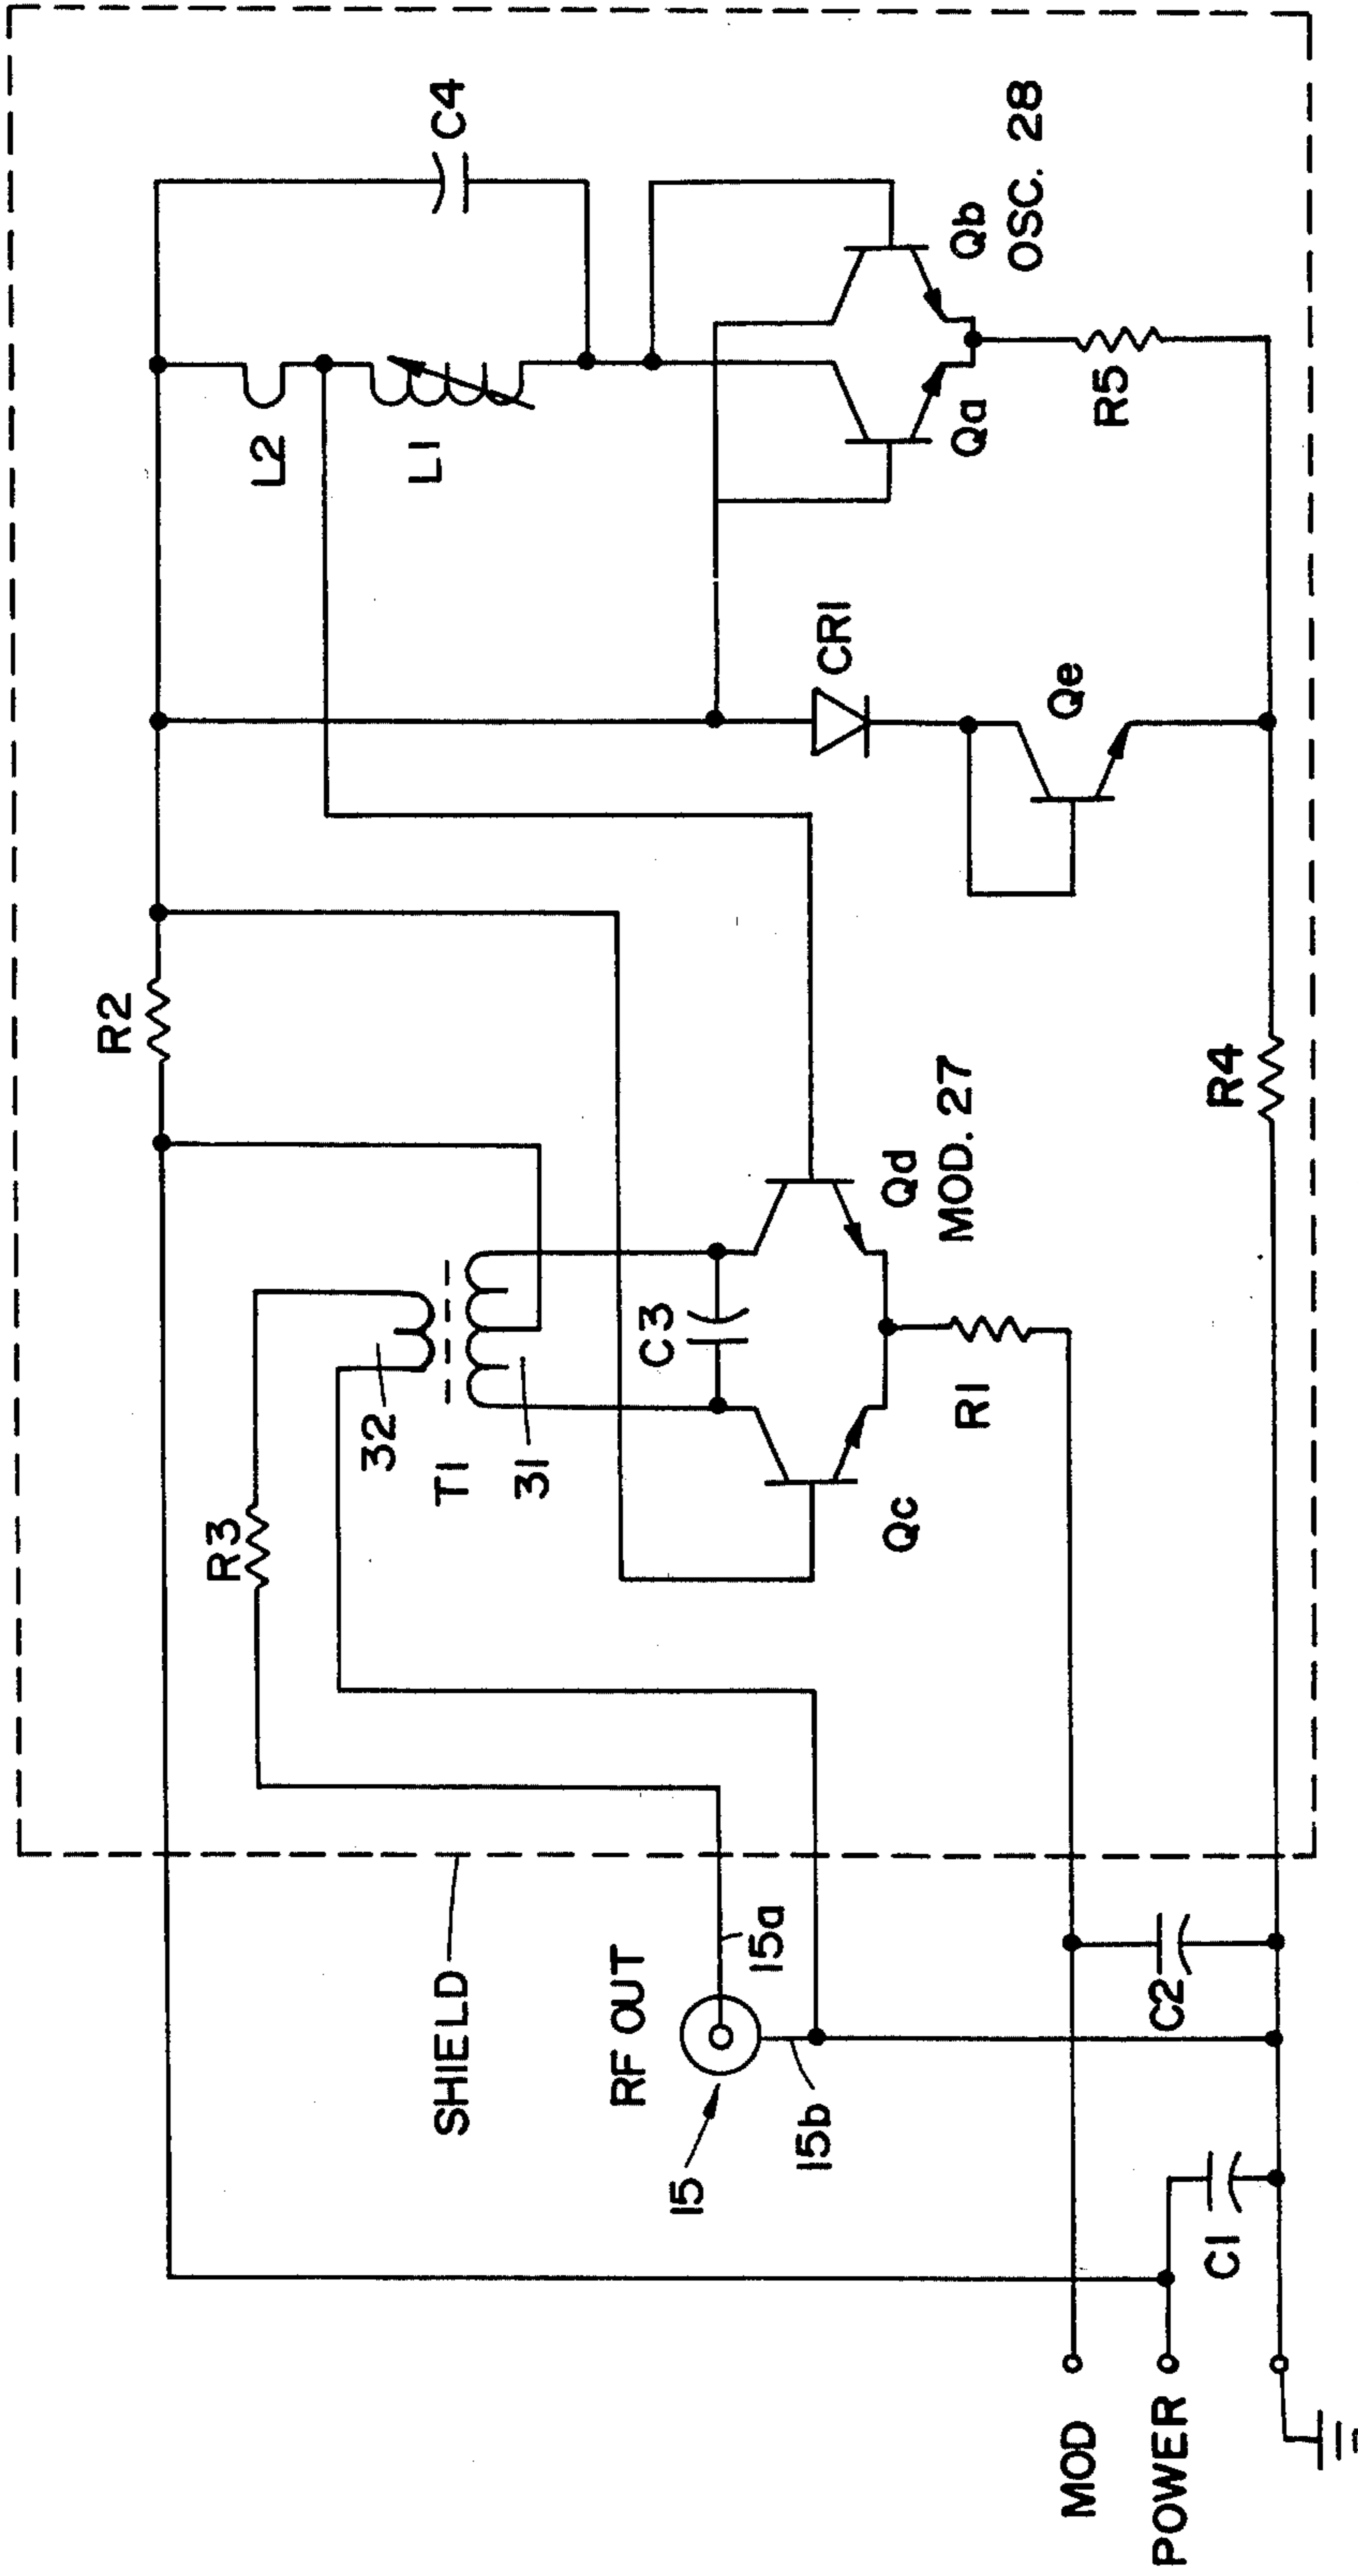 SHIELD
R3
R2
L2
C4
32
T1
31
L1
RF OUT
15a
C3
CR1
15
15b
Qc
Qd
MOD. 27
Qe
Qa
Qb
OSC. 28
R1
R5
MOD
C2
R4
POWER
C1